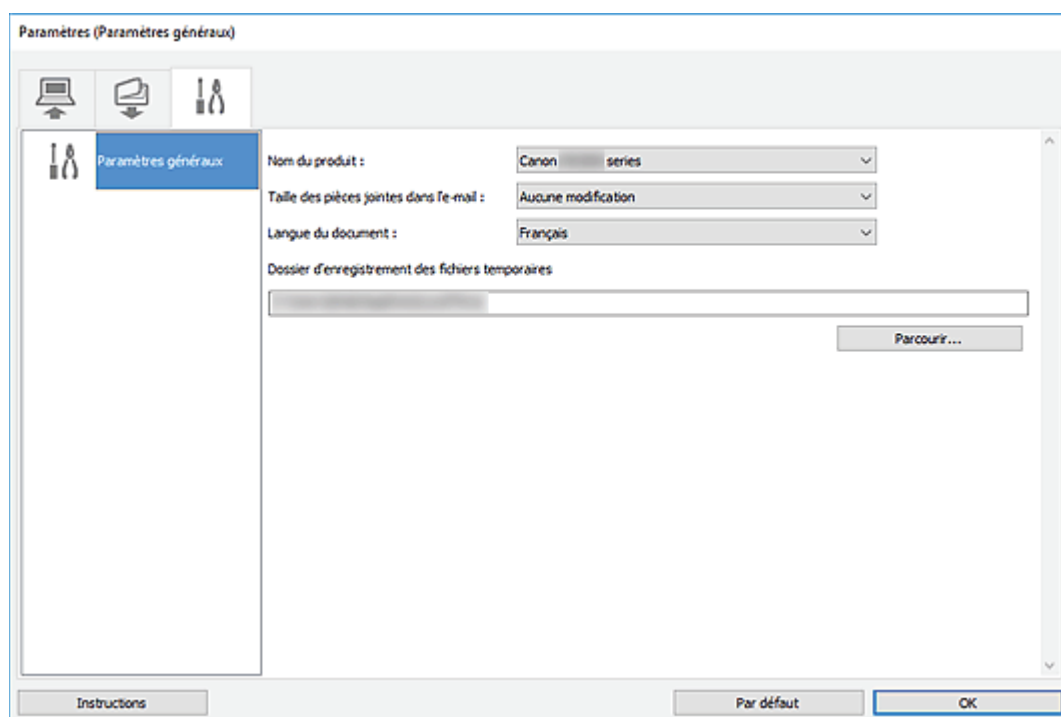 Paramètres (Paramètres généraux)
Paramètres généraux
Nom du produit :
Canon
series
Taille des pièces jointes dans l'e-mail :
Aucune modification
Langue du document :
Français
Dossier d'enregistrement des fichiers temporaires
Parcourir...
Instructions
Par défaut
OK